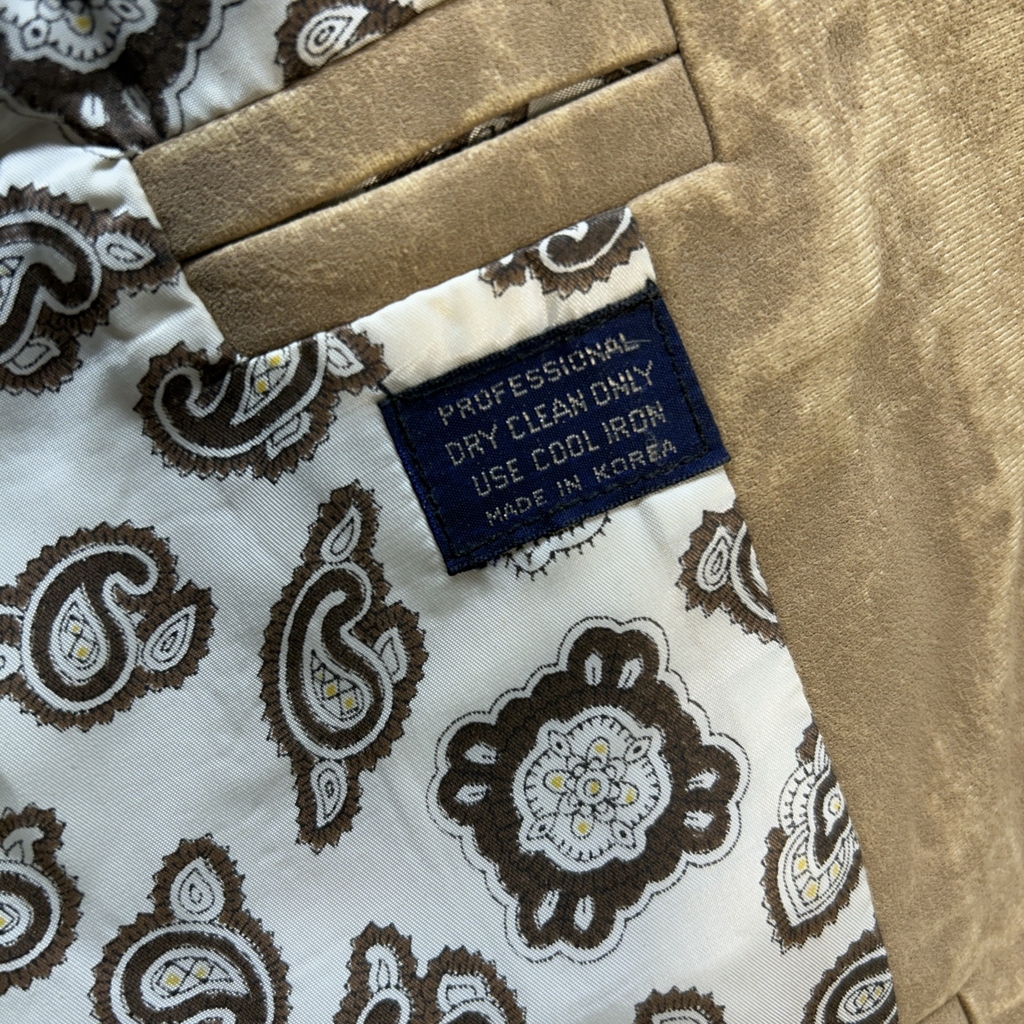 PROFESSIONAL
DRY CLEAN ONLY
USE COOL IRON
MADE IN KOREA